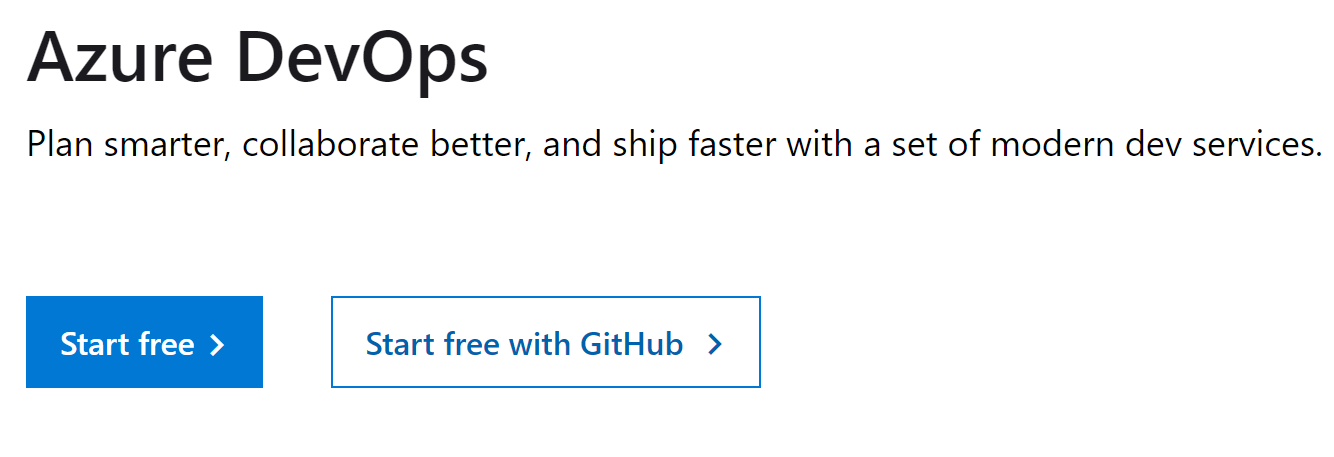 Azure DevOps
Plan smarter, collaborate better, and ship faster with a set of modern dev services.
Start free
Start free with GitHub